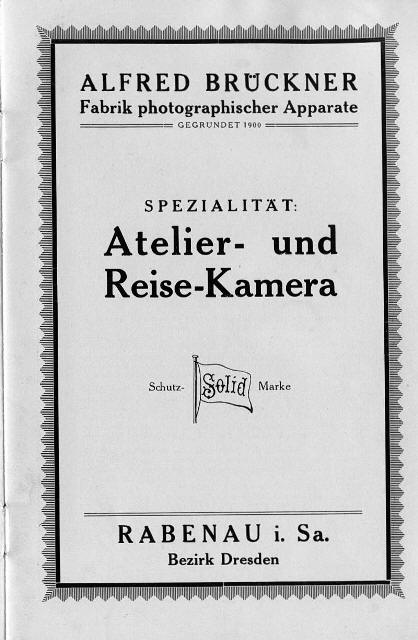 ALFRED BRÜCKNER
Fabrik photographischer Apparate
GEGRÜNDET 1900
SPEZIALITÄT:
Atelier- und
Reise-Kamera
Schutz- Solid Marke
RABENAU i. Sa.
Bezirk Dresden